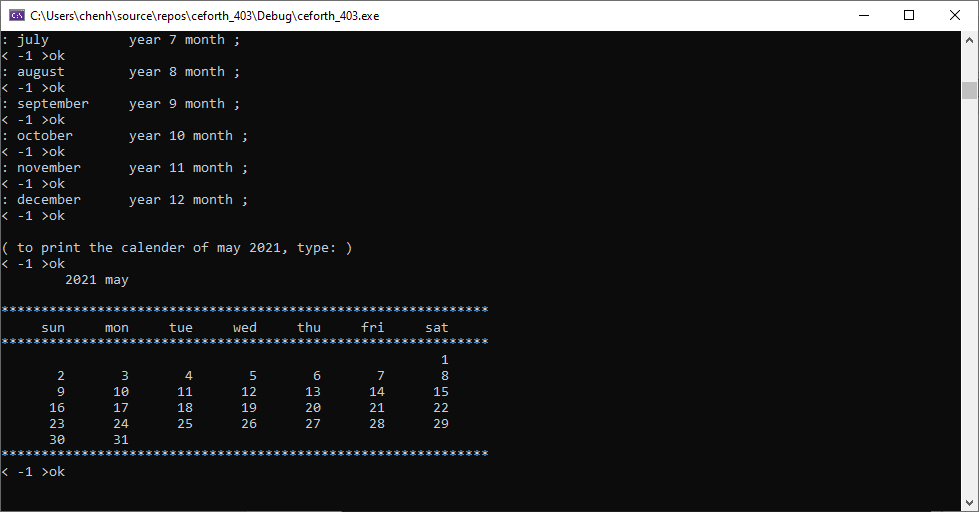 C:\Users\chenh\source\repos\ceforth_403\Debug\ceforth_403.exe
: july          year 7 month ;
< -1 >ok
: august        year 8 month ;
< -1 >ok
: september     year 9 month ;
< -1 >ok
: october       year 10 month ;
< -1 >ok
: november      year 11 month ;
< -1 >ok
: december      year 12 month ;
< -1 >ok
( to print the calender of may 2021, type: )
< -1 >ok
        2021 may
*************************************************************
     sun     mon     tue     wed     thu     fri     sat
*************************************************************
                                                       1
       2       3       4       5       6       7       8
       9      10      11      12      13      14      15
      16      17      18      19      20      21      22
      23      24      25      26      27      28      29
      30      31
*************************************************************
< -1 >ok